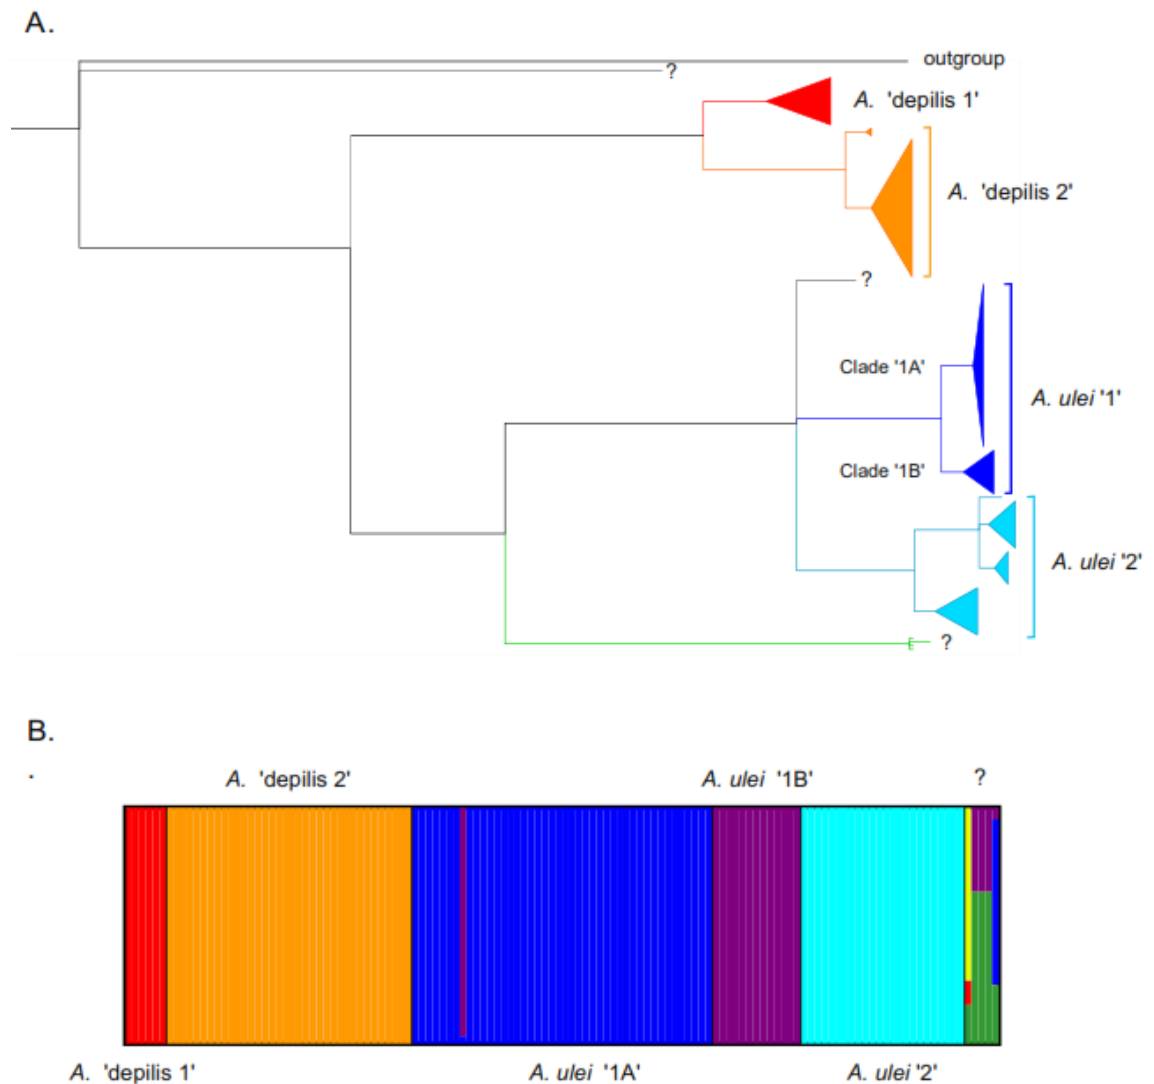 A.
outgroup
?
A. 'depilis 1'
A. 'depilis 2'
?
Clade '1A'
A. ulei '1'
Clade '1B'
A. ulei '2'
?
B.
.
A. 'depilis 2' A. ulei '1B' ?
A. 'depilis 1' A. ulei '1A' A. ulei '2'